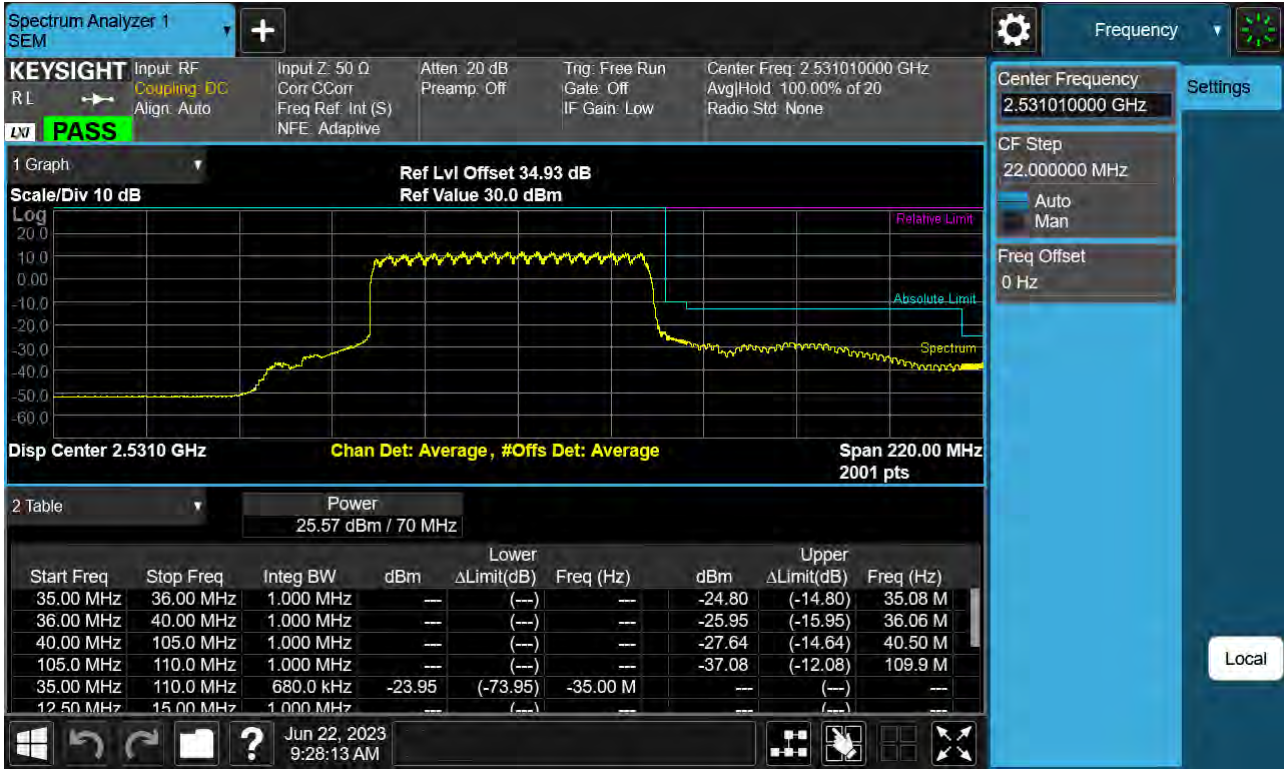 Spectrum Analyzer 1
SEM
+
Frequency
KEYSIGHT
R L
LXI
PASS
Input: RF
Coupling: DC
Align: Auto
Input Z: 50 Ω
Corr CCorr
Freq Ref: Int (S)
NFE: Adaptive
Atten: 20 dB
Preamp: Off
Trig: Free Run
Gate: Off
IF Gain: Low
Center Freq: 2.531010000 GHz
Avg|Hold: 100.00% of 20
Radio Std: None
Center Frequency
2.531010000 GHz
Settings
CF Step
22.000000 MHz
Auto
Man
Freq Offset
0 Hz
Local
1 Graph
Scale/Div 10 dB
Ref Lvl Offset 34.93 dB
Ref Value 30.0 dBm
Log
20.0
10.0
0.00
-10.0
-20.0
-30.0
-40.0
-50.0
-60.0
Relative Limit
Absolute Limit
Spectrum
Disp Center 2.5310 GHz
Chan Det: Average, #Offs Det: Average
Span 220.00 MHz
2001 pts
2 Table
Power
25.57 dBm / 70 MHz
Lower Upper
Start Freq Stop Freq Integ BW dBm ΔLimit(dB) Freq (Hz) dBm ΔLimit(dB) Freq (Hz)
35.00 MHz 36.00 MHz 1.000 MHz --- (---) --- -24.80 (-14.80) 35.08 M
36.00 MHz 40.00 MHz 1.000 MHz --- (---) --- -25.95 (-15.95) 36.06 M
40.00 MHz 105.0 MHz 1.000 MHz --- (---) --- -27.64 (-14.64) 40.50 M
105.0 MHz 110.0 MHz 1.000 MHz --- (---) --- -37.08 (-12.08) 109.9 M
35.00 MHz 110.0 MHz 680.0 kHz -23.95 (-73.95) -35.00 M --- (---) ---
12.50 MHz 15.00 MHz 1.000 MHz --- (---) --- --- (---) ---
?
Jun 22, 2023
9:28:13 AM